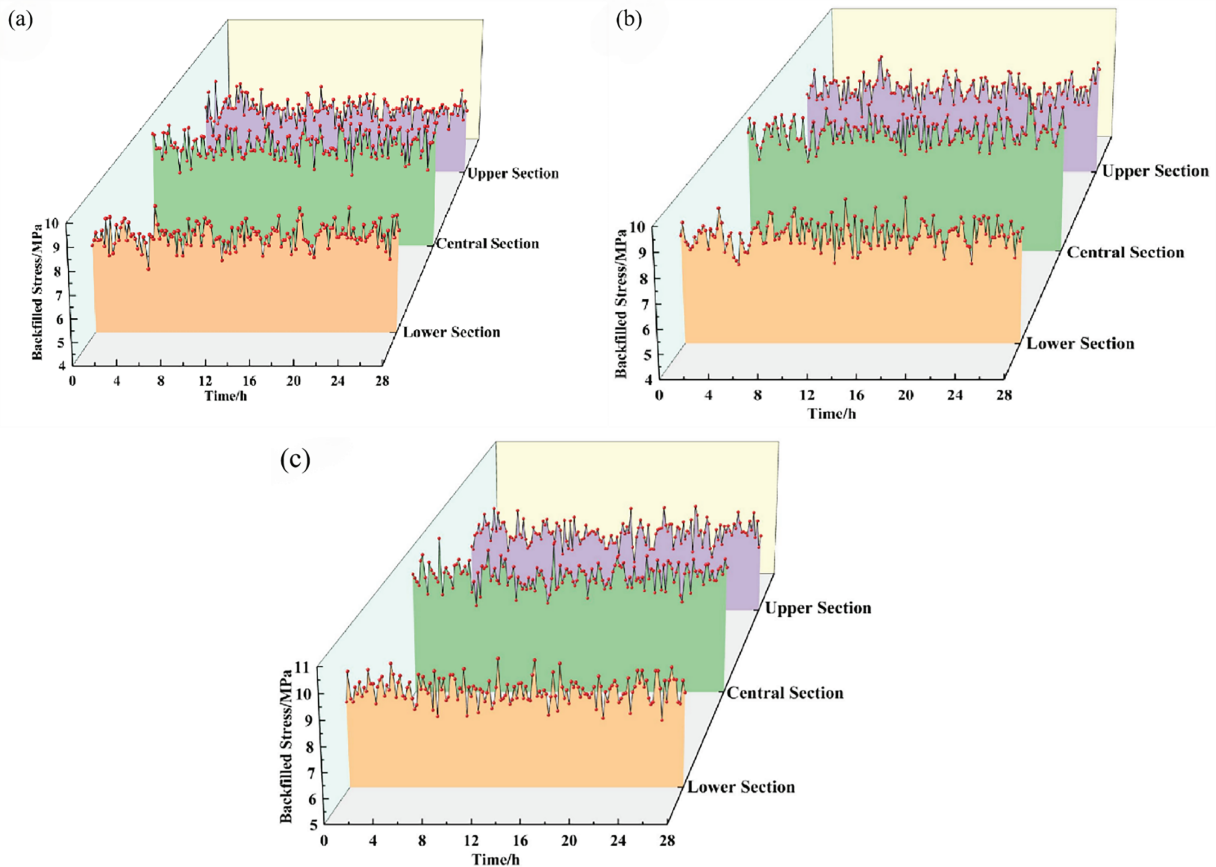 (a)
Backfilled Stress/MPa
10
9
8
7
6
5
4
0 4 8 12 16 20 24 28
Time/h
Upper Section
Central Section
Lower Section
(b)
Backfilled Stress/MPa
10
9
8
7
6
5
4
0 4 8 12 16 20 24 28
Time/h
Upper Section
Central Section
Lower Section
(c)
Backfilled Stress/MPa
11
10
9
8
7
6
5
0 4 8 12 16 20 24 28
Time/h
Upper Section
Central Section
Lower Section